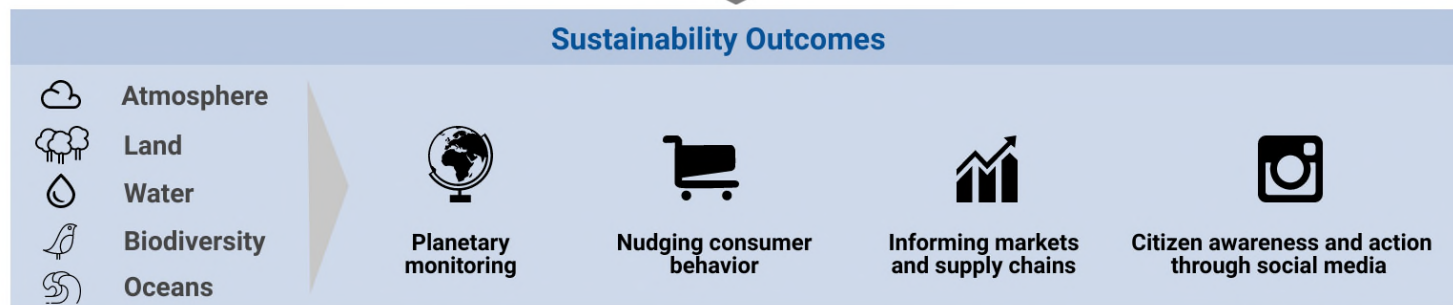 Sustainability Outcomes
Atmosphere
Land
Water
Biodiversity
Oceans
Planetary
monitoring
Nudging consumer
behavior
Informing markets
and supply chains
Citizen awareness and action
through social media